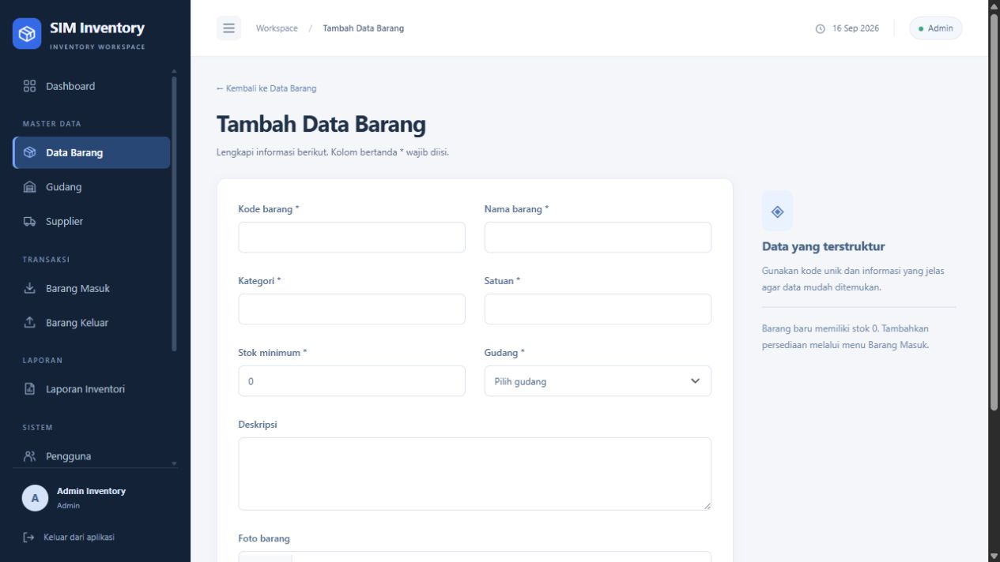 SIM Inventory
INVENTORY WORKSPACE
Dashboard
MASTER DATA
Data Barang
Gudang
Supplier
TRANSAKSI
Barang Masuk
Barang Keluar
LAPORAN
Laporan Inventori
SISTEM
Pengguna
A
Admin Inventory
Admin
Keluar dari aplikasi
Workspace / Tambah Data Barang
16 Sep 2026
Admin
← Kembali ke Data Barang
Tambah Data Barang
Lengkapi informasi berikut. Kolom bertanda * wajib diisi.
Kode barang *
Nama barang *
Kategori *
Satuan *
Stok minimum *
Gudang *
0
Pilih gudang
Deskripsi
Foto barang
Data yang terstruktur
Gunakan kode unik dan informasi yang jelas
agar data mudah ditemukan.
Barang baru memiliki stok 0. Tambahkan
persediaan melalui menu Barang Masuk.